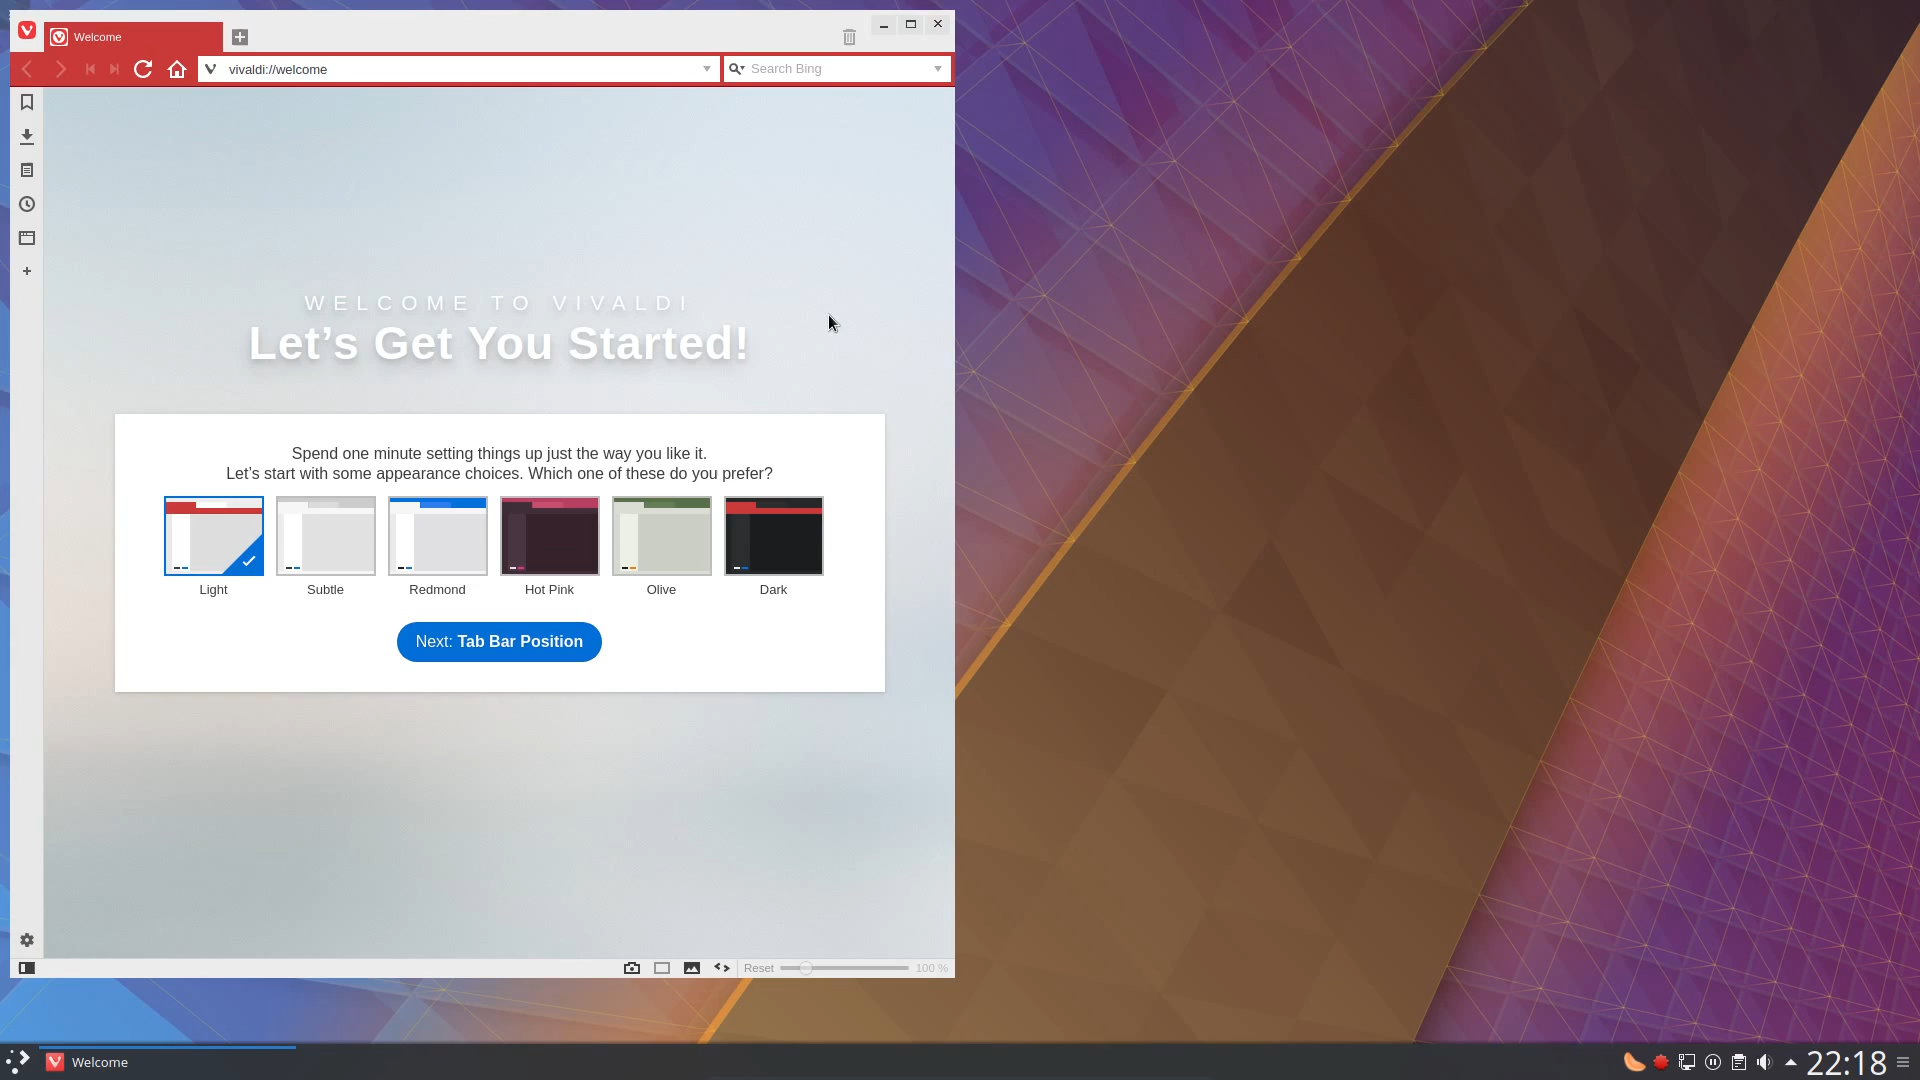 Welcome
vivaldi://welcome
Search Bing
WELCOME TO VIVALDI
Let’s Get You Started!
Spend one minute setting things up just the way you like it.
Let’s start with some appearance choices. Which one of these do you prefer?
Light
Subtle
Redmond
Hot Pink
Olive
Dark
Next: Tab Bar Position
Reset
100 %
Welcome
22:18